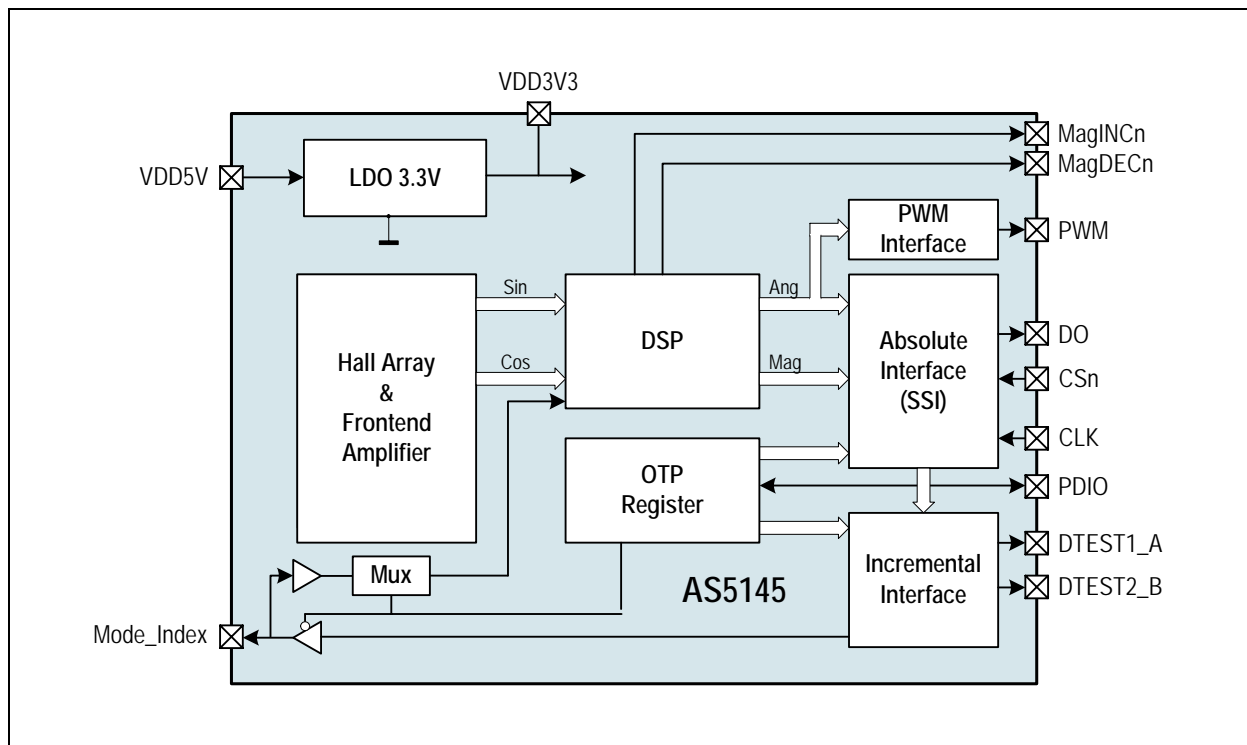 VDD3V3
MagINCn
MagDECn
VDD5V
LDO 3.3V
PWM
Interface
PWM
Sin
Ang
Hall Array
&
Frontend
Amplifier
DSP
Absolute
Interface
(SSI)
DO
Cos
Mag
CSn
CLK
OTP
Register
PDIO
DTEST1_A
Mux
AS5145
Incremental
Interface
DTEST2_B
Mode_Index